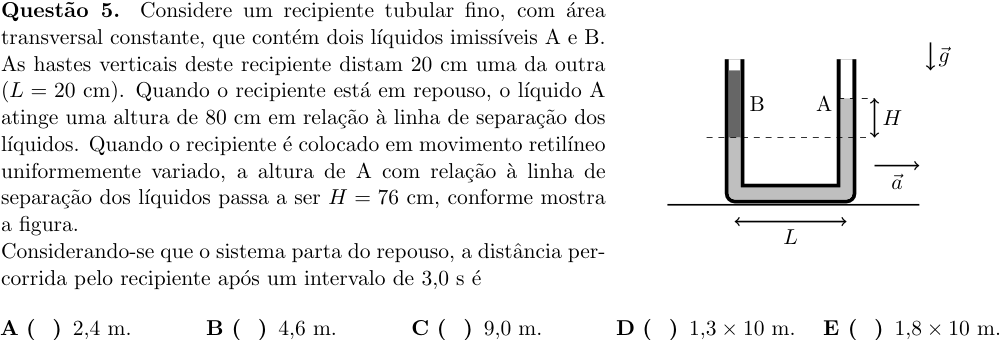 Questão 5. Considere um recipiente tubular fino, com área
transversal constante, que contém dois líquidos imissíveis A e B.
As hastes verticais deste recipiente distam 20 cm uma da outra
(L = 20 cm). Quando o recipiente está em repouso, o líquido A
atinge uma altura de 80 cm em relação à linha de separação dos
líquidos. Quando o recipiente é colocado em movimento retilíneo
uniformemente variado, a altura de A com relação à linha de
separação dos líquidos passa a ser H = 76 cm, conforme mostra
a figura.
Considerando-se que o sistema parta do repouso, a distância per-
corrida pelo recipiente após um intervalo de 3,0 s é
g⃗
B
A
H
a⃗
L
A ( ) 2,4 m. B ( ) 4,6 m. C ( ) 9,0 m. D ( ) 1,3 × 10 m. E ( ) 1,8 × 10 m.